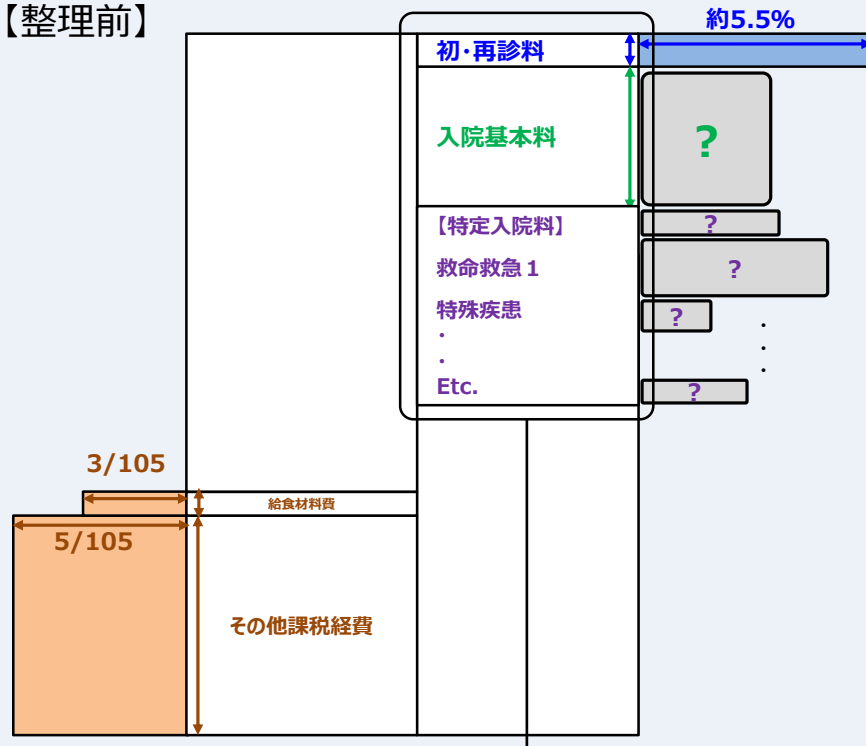 【整理前】
約5.5%
初・再診料
入院基本料
?
【特定入院料】
?
救命救急1
?
特殊疾患
?
・
・
・
・
・
Etc.
?
3/105
給食材料費
5/105
その他課税経費